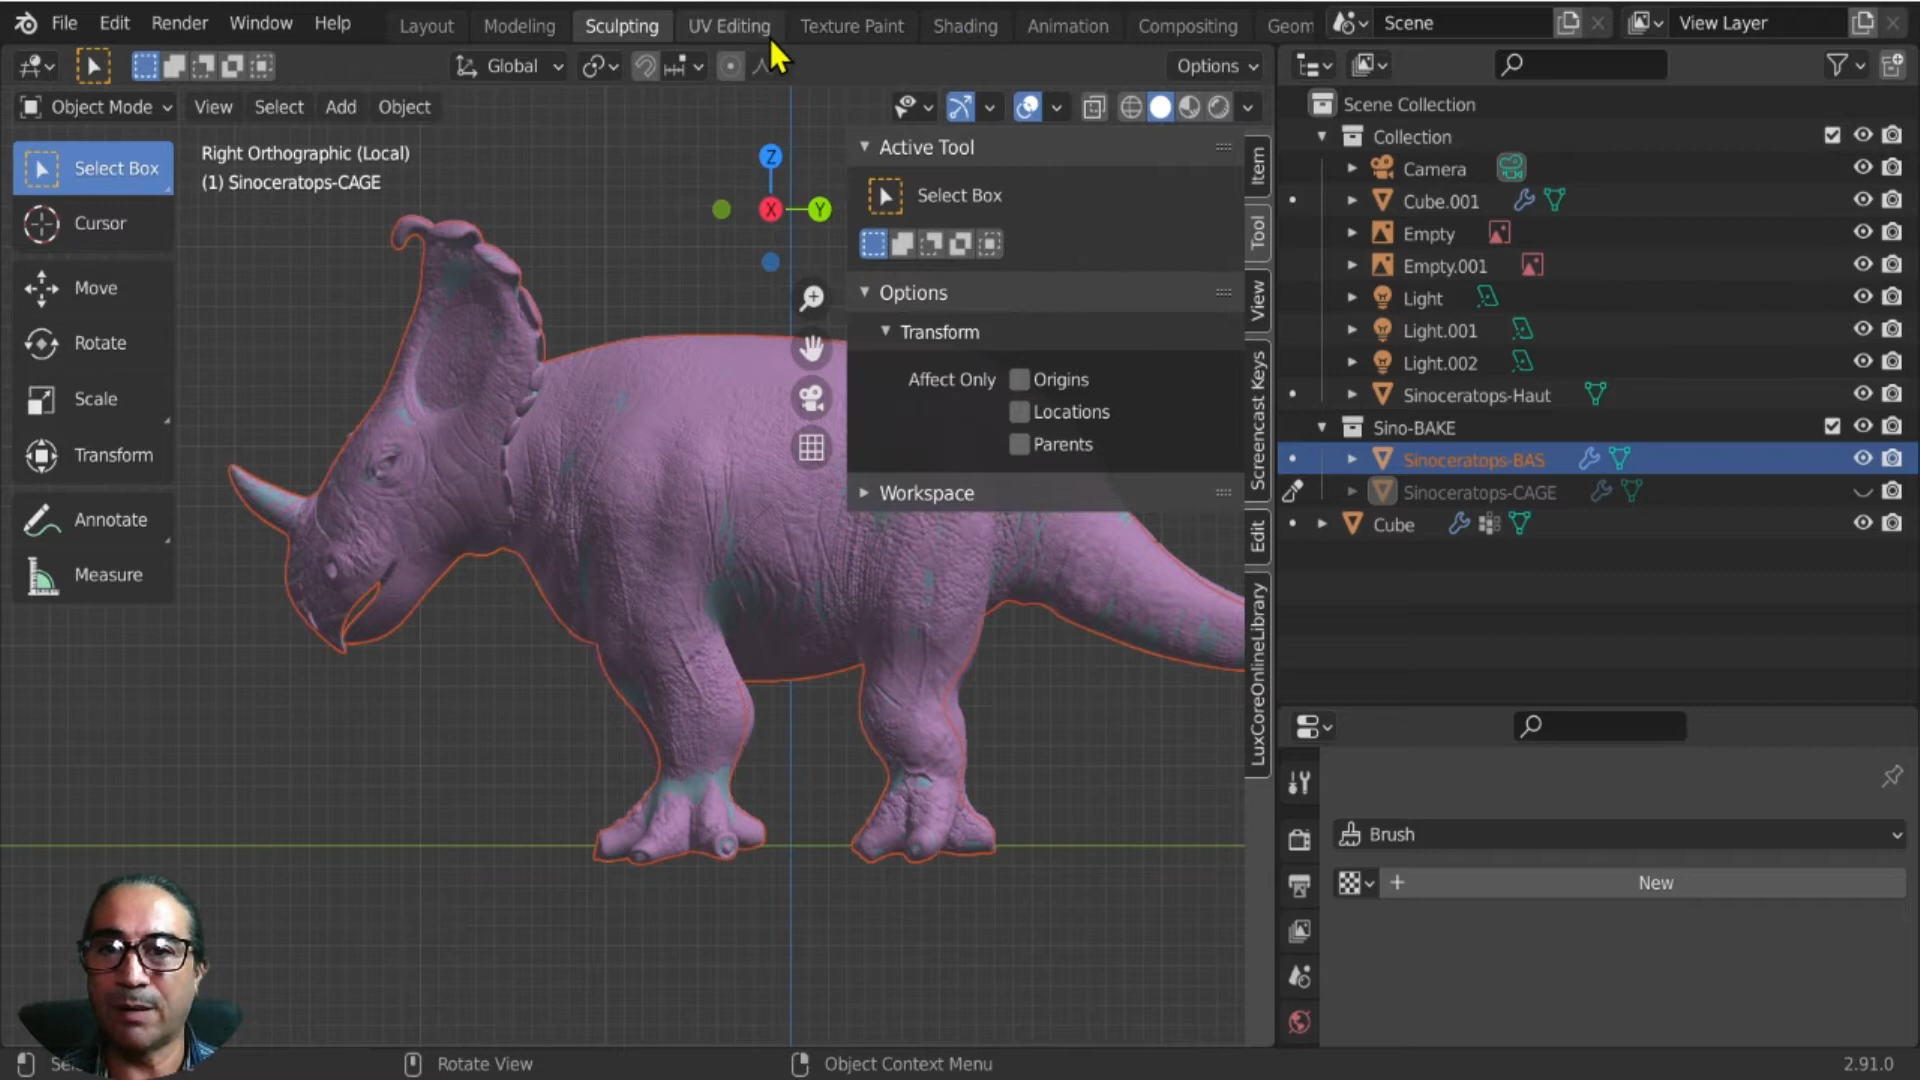 File Edit Render Window Help Layout Modeling Sculpting UV Editing Texture Paint Shading Animation Compositing Geom Scene View Layer
Global Options
Object Mode View Select Add Object
Right Orthographic (Local)
(1) Sinoceratops-CAGE
Select Box
Cursor
Move
Rotate
Scale
Transform
Annotate
Measure
Z
X
Y
Active Tool
Select Box
Options
Transform
Affect Only Origins
Locations
Parents
Workspace
Item
Tool
View
Screencast Keys
Edit
LuxCoreOnlineLibrary
Scene Collection
Collection
Camera
Cube.001
Empty
Empty.001
Light
Light.001
Light.002
Sinoceratops-Haut
Sino-BAKE
Sinoceratops-BAS
Sinoceratops-CAGE
Cube
Brush
New
Rotate View
Object Context Menu
2.91.0